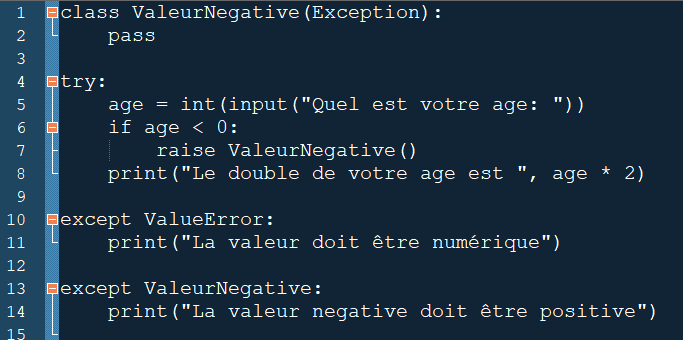 1 class ValeurNegative(Exception):
2     pass
3
4 try:
5     age = int(input("Quel est votre age: "))
6     if age < 0:
7         raise ValeurNegative()
8     print("Le double de votre age est ", age * 2)
9
10 except ValueError:
11     print("La valeur doit être numérique")
12
13 except ValeurNegative:
14     print("La valeur negative doit être positive")
15